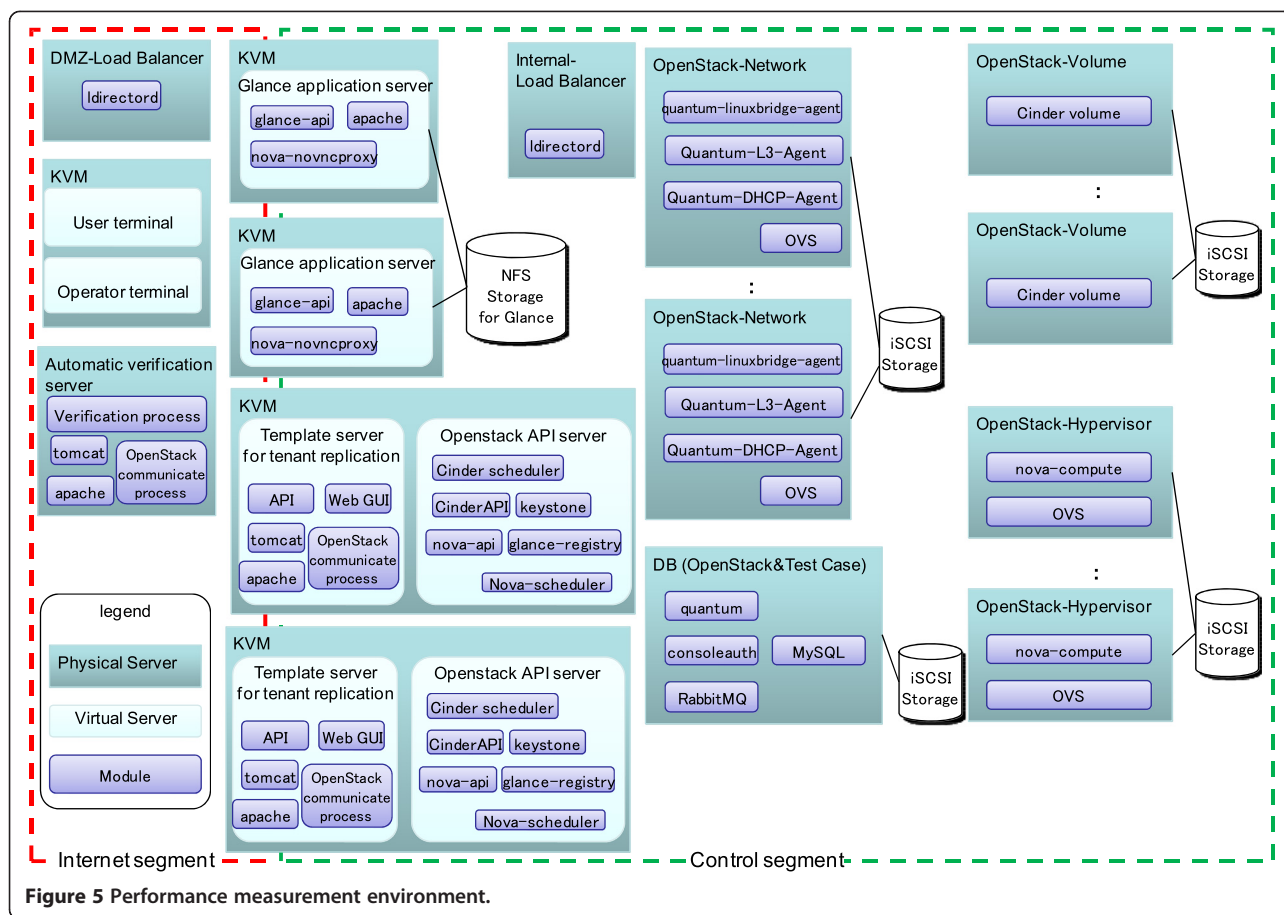 DMZ-Load Balancer
ldirectord
KVM
User terminal
Operator terminal
Automatic verification
server
Verification process
tomcat
OpenStack
communicate
process
apache
legend
Physical Server
Virtual Server
Module
KVM
Glance application server
glance-api
apache
nova-novncproxy
KVM
Glance application server
glance-api
apache
nova-novncproxy
NFS
Storage
for Glance
KVM
Template server
for tenant replication
API
Web GUI
tomcat
OpenStack
communicate
process
apache
Openstack API server
Cinder scheduler
CinderAPI
keystone
nova-api
glance-registry
Nova-scheduler
KVM
Template server
for tenant replication
API
Web GUI
tomcat
OpenStack
communicate
process
apache
Openstack API server
Cinder scheduler
CinderAPI
keystone
nova-api
glance-registry
Nova-scheduler
Internal-
Load Balancer
ldirectord
OpenStack-Network
quantum-linuxbridge-agent
Quantum-L3-Agent
Quantum-DHCP-Agent
OVS
:
OpenStack-Network
quantum-linuxbridge-agent
Quantum-L3-Agent
Quantum-DHCP-Agent
OVS
iSCSI
Storage
DB (OpenStack&Test Case)
quantum
consoleauth
MySQL
RabbitMQ
iSCSI
Storage
OpenStack-Volume
Cinder volume
:
OpenStack-Volume
Cinder volume
iSCSI
Storage
OpenStack-Hypervisor
nova-compute
OVS
:
OpenStack-Hypervisor
nova-compute
OVS
iSCSI
Storage
Internet segment
Control segment
Figure 5 Performance measurement environment.